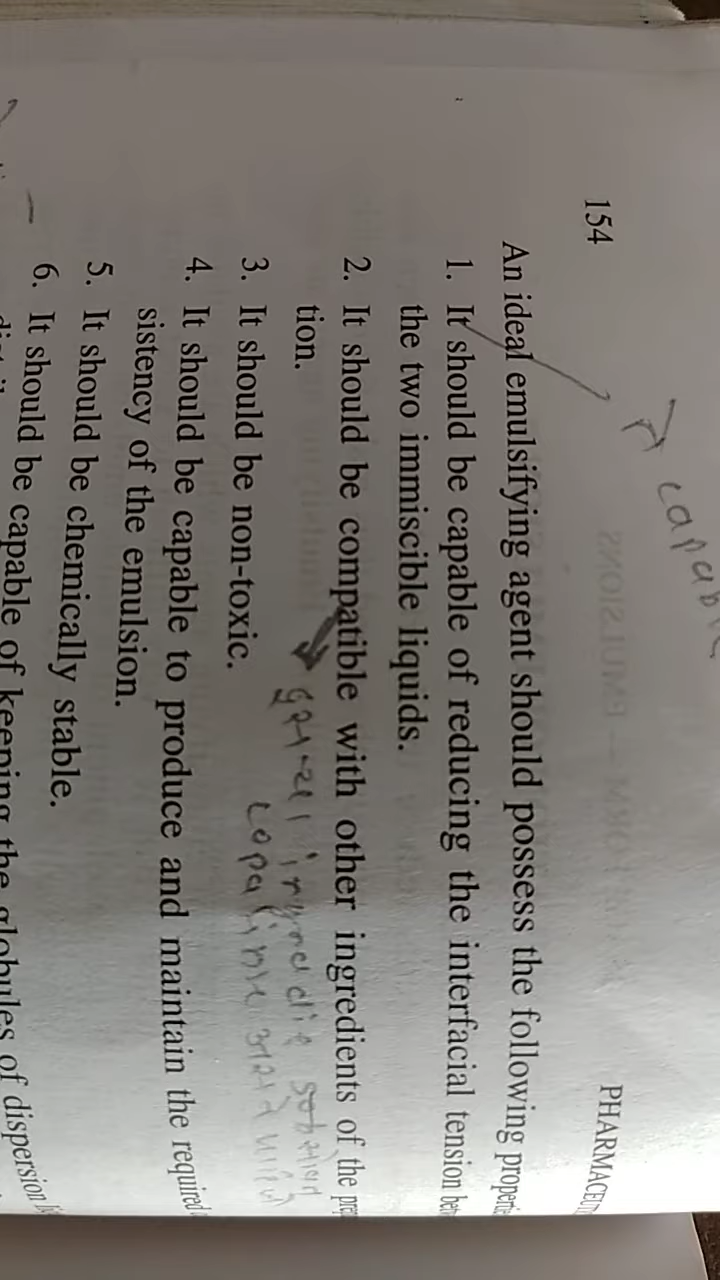 capable
154 PHARMACEU
An ideal emulsifying agent should possess the following properti
1. It should be capable of reducing the interfacial tension bet
the two immiscible liquids.
2. It should be compatible with other ingredients of the prep
tion.
3. It should be non-toxic.
4. It should be capable to produce and maintain the required
sistency of the emulsion.
5. It should be chemically stable.
6. It should be capable of keeping the globules of dispersion